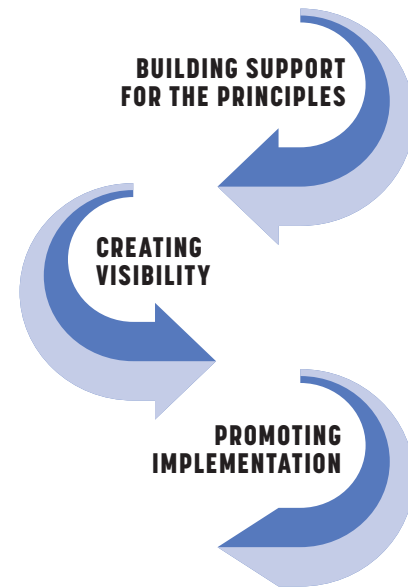 BUILDING SUPPORT
FOR THE PRINCIPLES
CREATING
VISIBILITY
PROMOTING
IMPLEMENTATION